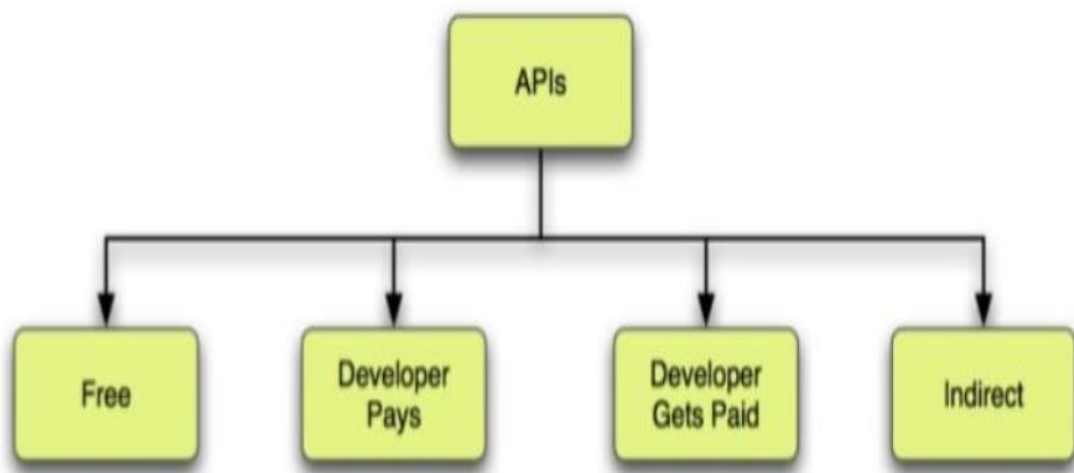 APIs
Free
Developer
Pays
Developer
Gets Paid
Indirect